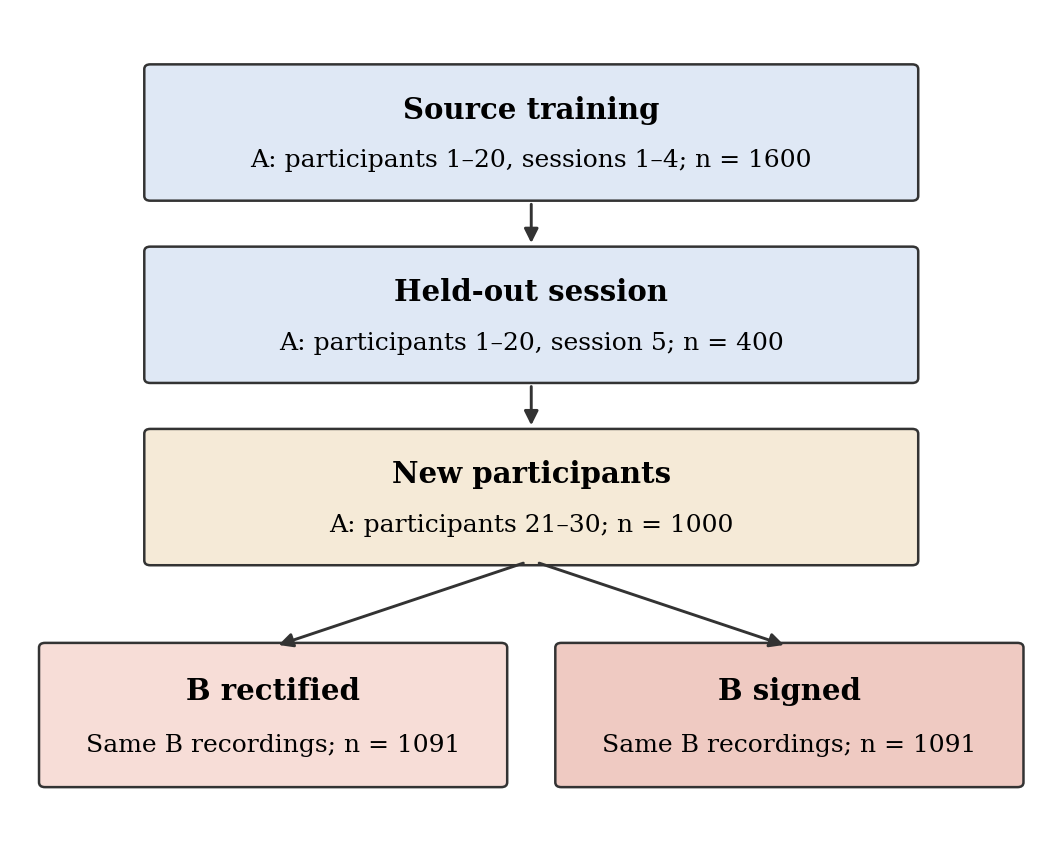 Source training
A: participants 1–20, sessions 1–4; n = 1600
Held-out session
A: participants 1–20, session 5; n = 400
New participants
A: participants 21–30; n = 1000
B rectified
Same B recordings; n = 1091
B signed
Same B recordings; n = 1091